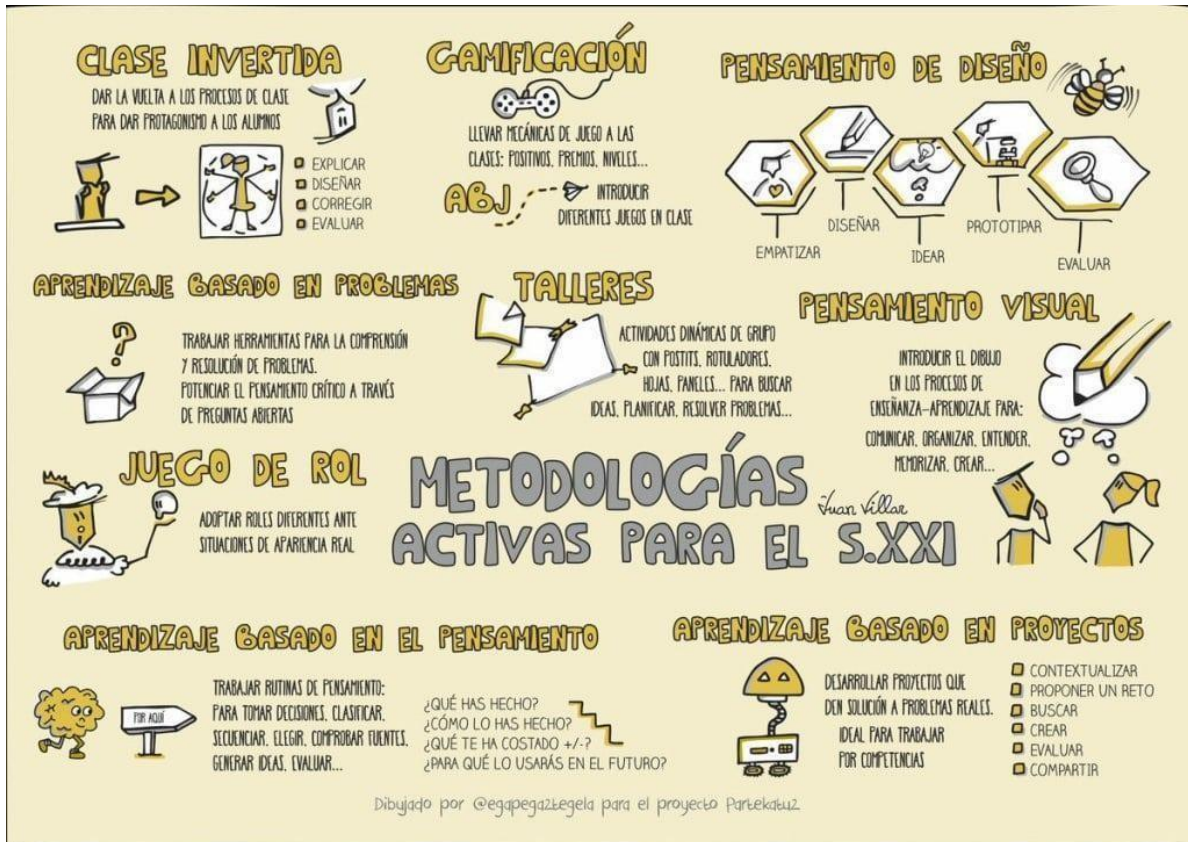 CLASE INVERTIDA
DAR LA VUELTA A LOS PROCESOS DE CLASE
PARA DAR PROTAGONISMO A LOS ALUMNOS
EXPLICAR
DISEÑAR
CORREGIR
EVALUAR
GAMIFICACIÓN
LLEVAR MECÁNICAS DE JUEGO A LAS
CLASES: POSITIVOS, PREMIOS, NIVELES...
ABJ
INTRODUCIR
DIFERENTES JUEGOS EN CLASE
PENSAMIENTO DE DISEÑO
EMPATIZAR
DISEÑAR
IDEAR
PROTOTIPAR
EVALUAR
APRENDIZAJE BASADO EN PROBLEMAS
TRABAJAR HERRAMIENTAS PARA LA COMPRENSIÓN
Y RESOLUCIÓN DE PROBLEMAS.
POTENCIAR EL PENSAMIENTO CRÍTICO A TRAVÉS
DE PREGUNTAS ABIERTAS
TALLERES
ACTIVIDADES DINÁMICAS DE GRUPO
CON POSTITS, ROTULADORES,
HOJAS, PANELES... PARA BUSCAR
IDEAS, PLANIFICAR, RESOLVER PROBLEMAS...
PENSAMIENTO VISUAL
INTRODUCIR EL DIBUJO
EN LOS PROCESOS DE
ENSEÑANZA-APRENDIZAJE PARA:
COMUNICAR, ORGANIZAR, ENTENDER,
MEMORIZAR, CREAR...
JUEGO DE ROL
ADOPTAR ROLES DIFERENTES ANTE
SITUACIONES DE APARIENCIA REAL
METODOLOGÍAS
ACTIVAS PARA EL S.XXI
Juan Villar
APRENDIZAJE BASADO EN EL PENSAMIENTO
POR AQUÍ
TRABAJAR RUTINAS DE PENSAMIENTO:
PARA TOMAR DECISIONES, CLASIFICAR,
SECUENCIAR, ELEGIR, COMPROBAR FUENTES,
GENERAR IDEAS, EVALUAR...
¿QUÉ HAS HECHO?
¿CÓMO LO HAS HECHO?
¿QUÉ TE HA COSTADO +/-?
¿PARA QUÉ LO USARÁS EN EL FUTURO?
APRENDIZAJE BASADO EN PROYECTOS
DESARROLLAR PROYECTOS QUE
DEN SOLUCIÓN A PROBLEMAS REALES.
IDEAL PARA TRABAJAR
POR COMPETENCIAS
CONTEXTUALIZAR
PROPONER UN RETO
BUSCAR
CREAR
EVALUAR
COMPARTIR
Dibujado por @egapega2tegela para el proyecto Partekatu2